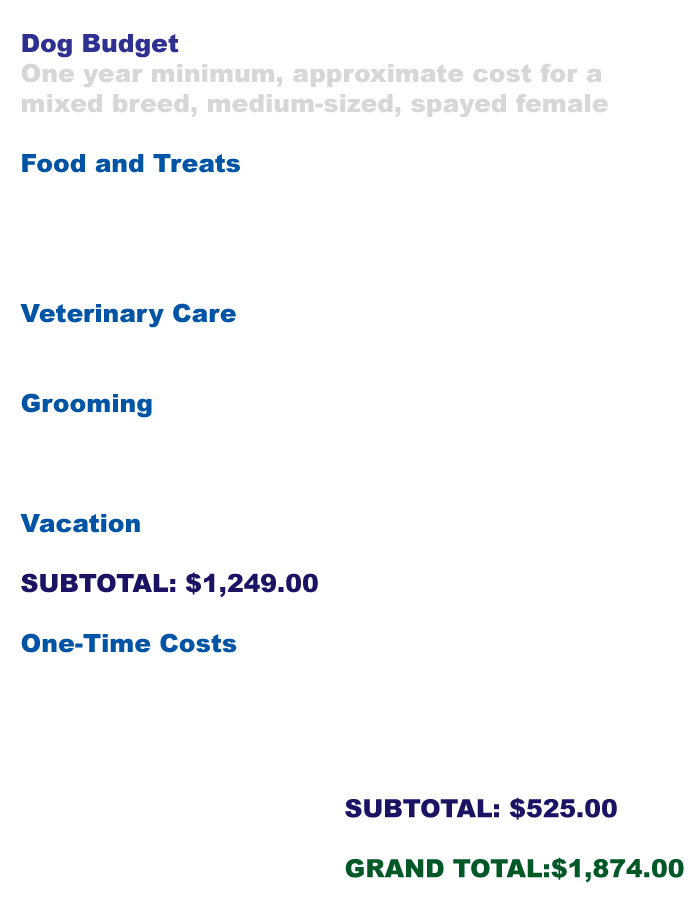 Dog Budget
One year minimum, approximate cost for a
mixed breed, medium-sized, spayed female
Food and Treats
Veterinary Care
Grooming
Vacation
SUBTOTAL: $1,249.00
One-Time Costs
SUBTOTAL: $525.00
GRAND TOTAL:$1,874.00